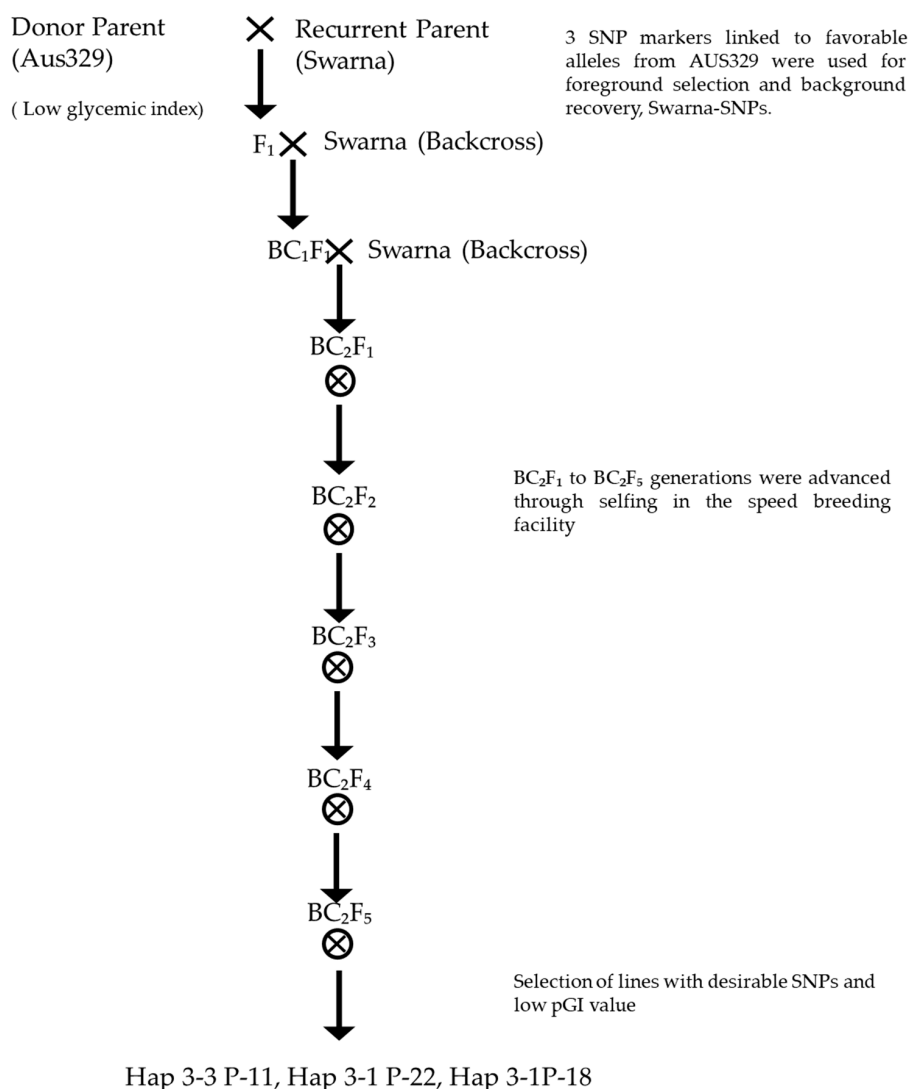 Donor Parent
(Aus329)
( Low glycemic index)
Recurrent Parent
(Swarna)
3 SNP markers linked to favorable
alleles from AUS329 were used for
foreground selection and background
recovery, Swarna-SNPs.
F₁ Swarna (Backcross)
BC₁F₁ Swarna (Backcross)
BC₂F₁
BC₂F₂
BC₂F₁ to BC₂F₅ generations were advanced
through selfing in the speed breeding
facility
BC₂F₃
BC₂F₄
BC₂F₅
Selection of lines with desirable SNPs and
low pGI value
Hap 3-3 P-11, Hap 3-1 P-22, Hap 3-1P-18